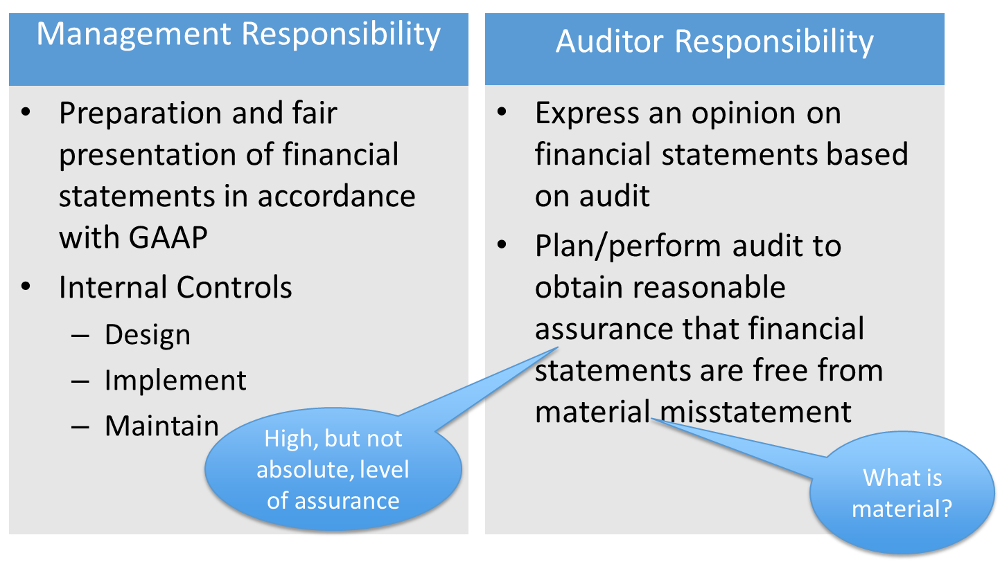 Management Responsibility
• Preparation and fair
presentation of financial
statements in accordance
with GAAP
• Internal Controls
– Design
– Implement
– Maintain
Auditor Responsibility
• Express an opinion on
financial statements based
on audit
• Plan/perform audit to
obtain reasonable
assurance that financial
statements are free from
material misstatement
High, but not
absolute, level
of assurance
What is
material?